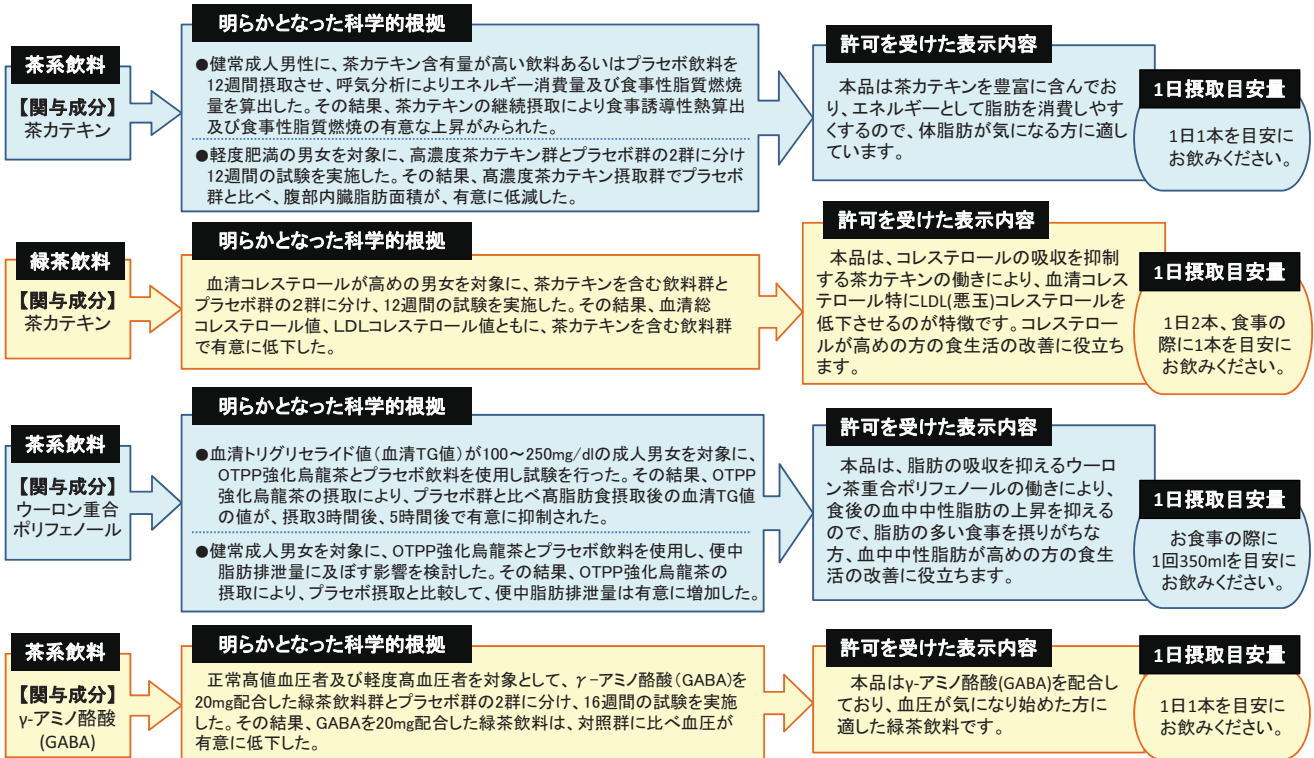 茶系飲料
【関与成分】
茶カテキン
明らかとなった科学的根拠
●健常成人男性に、茶カテキン含有量が高い飲料あるいはプラセボ飲料を
12週間摂取させ、呼気分析によりエネルギー消費量及び食事性脂質燃焼
量を算出した。その結果、茶カテキンの継続摂取により食事誘導性熱算出
及び食事性脂質燃焼の有意な上昇がみられた。
●軽度肥満の男女を対象に、高濃度茶カテキン群とプラセボ群の2群に分け
12週間の試験を実施した。その結果、高濃度茶カテキン摂取群でプラセボ
群と比べ、腹部内臓脂肪面積が、有意に低減した。
許可を受けた表示内容
本品は茶カテキンを豊富に含んでお
り、エネルギーとして脂肪を消費しやす
くするので、体脂肪が気になる方に適し
ています。
1日摂取目安量
1日1本を目安に
お飲みください。
緑茶飲料
【関与成分】
茶カテキン
明らかとなった科学的根拠
血清コレステロールが高めの男女を対象に、茶カテキンを含む飲料群と
プラセボ群の2群に分け、12週間の試験を実施した。その結果、血清総
コレステロール値、LDLコレステロール値ともに、茶カテキンを含む飲料群
で有意に低下した。
許可を受けた表示内容
本品は、コレステロールの吸収を抑制
する茶カテキンの働きにより、血清コレス
テロール特にLDL(悪玉)コレステロールを
低下させるのが特徴です。コレステロー
ルが高めの方の食生活の改善に役立ち
ます。
1日摂取目安量
1日2本、食事の
際に1本を目安に
お飲みください。
茶系飲料
【関与成分】
ウーロン重合
ポリフェノール
明らかとなった科学的根拠
●血清トリグリセライド値(血清TG値)が100～250mg/dlの成人男女を対象に、
OTPP強化烏龍茶とプラセボ飲料を使用し試験を行った。その結果、OTPP
強化烏龍茶の摂取により、プラセボ群と比べ高脂肪食摂取後の血清TG値
の値が、摂取3時間後、5時間後で有意に抑制された。
●健常成人男女を対象に、OTPP強化烏龍茶とプラセボ飲料を使用し、便中
脂肪排泄量に及ぼす影響を検討した。その結果、OTPP強化烏龍茶の
摂取により、プラセボ摂取と比較して、便中脂肪排泄量は有意に増加した。
許可を受けた表示内容
本品は、脂肪の吸収を抑えるウーロ
ン茶重合ポリフェノールの働きにより、
食後の血中中性脂肪の上昇を抑える
ので、脂肪の多い食事を摂りがちな
方、血中中性脂肪が高めの方の食生
活の改善に役立ちます。
1日摂取目安量
お食事の際に
1回350mlを目安に
お飲みください。
茶系飲料
【関与成分】
γ-アミノ酪酸
(GABA)
明らかとなった科学的根拠
正常高値血圧者及び軽度高血圧者を対象として、γ-アミノ酪酸(GABA)を
20mg配合した緑茶飲料群とプラセボ群の2群に分け、16週間の試験を実施
した。その結果、GABAを20mg配合した緑茶飲料は、対照群に比べ血圧が
有意に低下した。
許可を受けた表示内容
本品はγ-アミノ酪酸(GABA)を配合し
ており、血圧が気になり始めた方に
適した緑茶飲料です。
1日摂取目安量
1日1本を目安に
お飲みください。